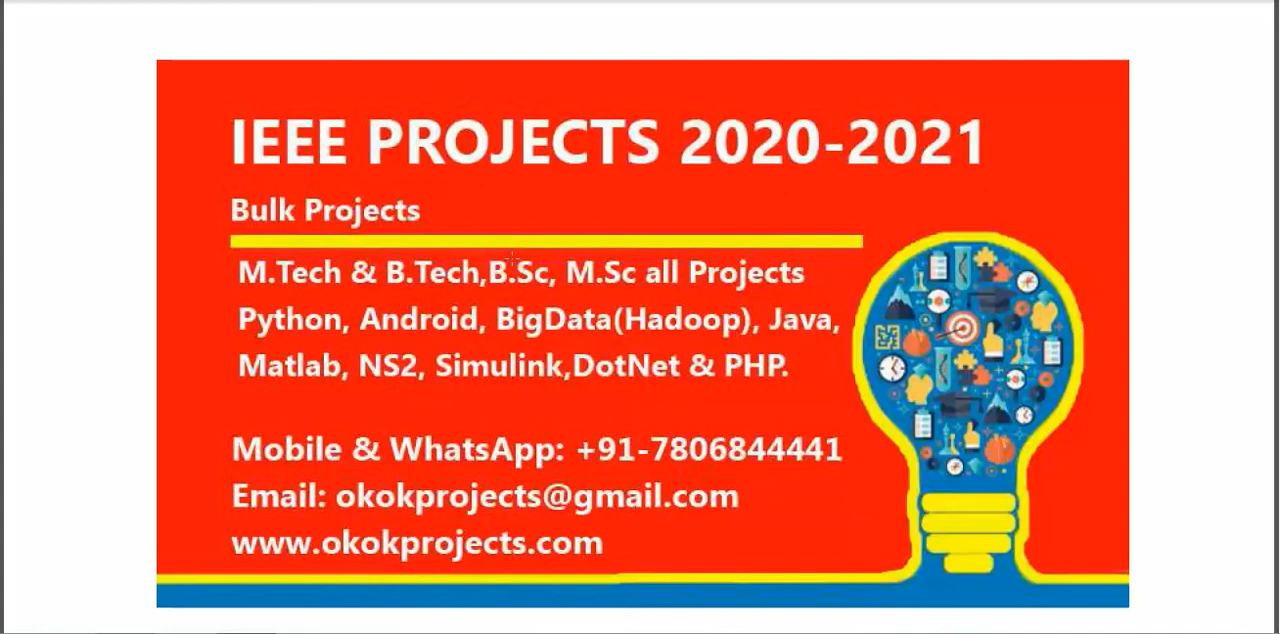 IEEE PROJECTS 2020-2021
Bulk Projects
M.Tech & B.Tech,B.Sc, M.Sc all Projects
Python, Android, BigData(Hadoop), Java,
Matlab, NS2, Simulink,DotNet & PHP.
Mobile & WhatsApp: +91-7806844441
Email: okokprojects@gmail.com
www.okokprojects.com